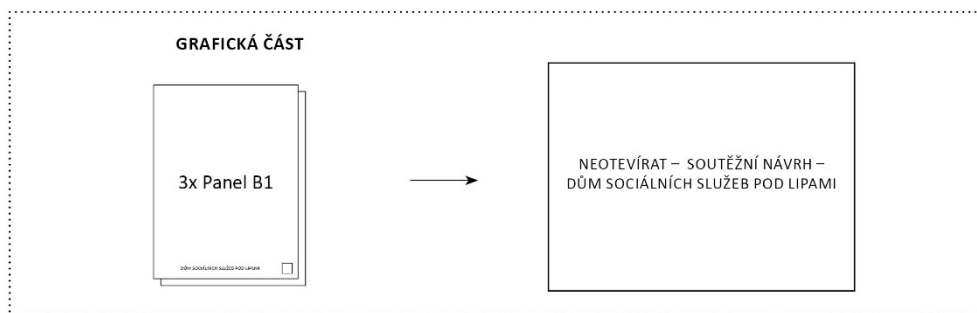 GRAFICKÁ ČÁST
3x Panel B1
DŮM SOCIÁLNÍCH SLUŽEB POD LIPAMI
NEOTEVÍRAT – SOUTĚŽNÍ NÁVRH –
DŮM SOCIÁLNÍCH SLUŽEB POD LIPAMI